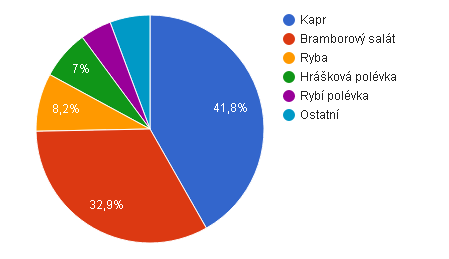 Kapr
Bramborový salát
Ryba
Hrášková polévka
Rybí polévka
Ostatní
41,8%
32,9%
8,2%
7%